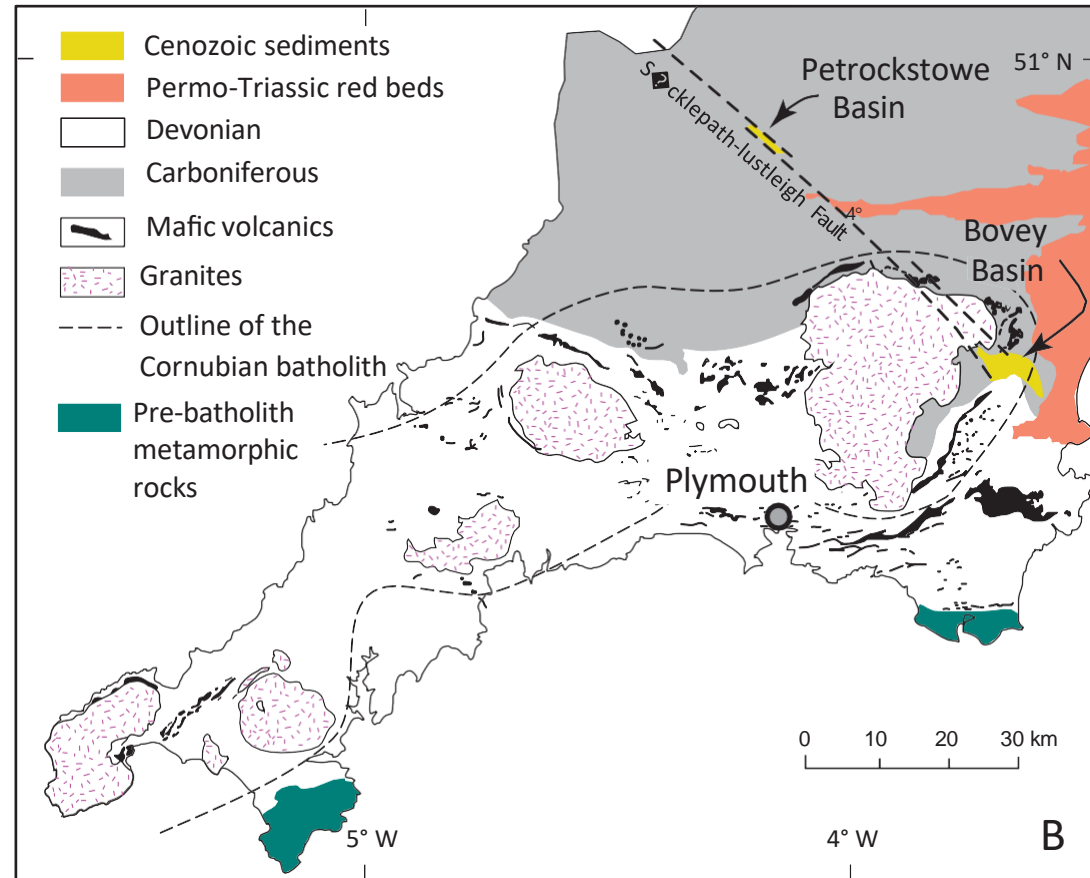 Cenozoic sediments
Permo-Triassic red beds
Devonian
Carboniferous
Mafic volcanics
Granites
Outline of the
Cornubian batholith
Pre-batholith
metamorphic
rocks
51° N
Petrockstowe
Basin
S�cklepath-lustleigh Fault
4°
Bovey
Basin
Plymouth
0 10 20 30 km
5° W
4° W
B